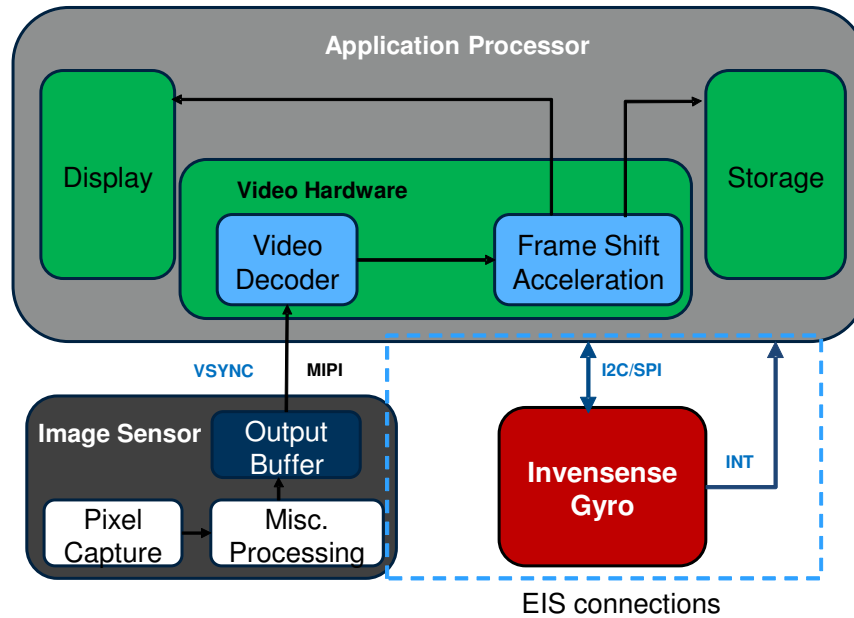 Application Processor
Display
Storage
Video Hardware
Video
Decoder
Frame Shift
Acceleration
VSYNC
MIPI
I2C/SPI
Image Sensor
Output
Buffer
Invensense
Gyro
INT
Pixel
Capture
Misc.
Processing
EIS connections